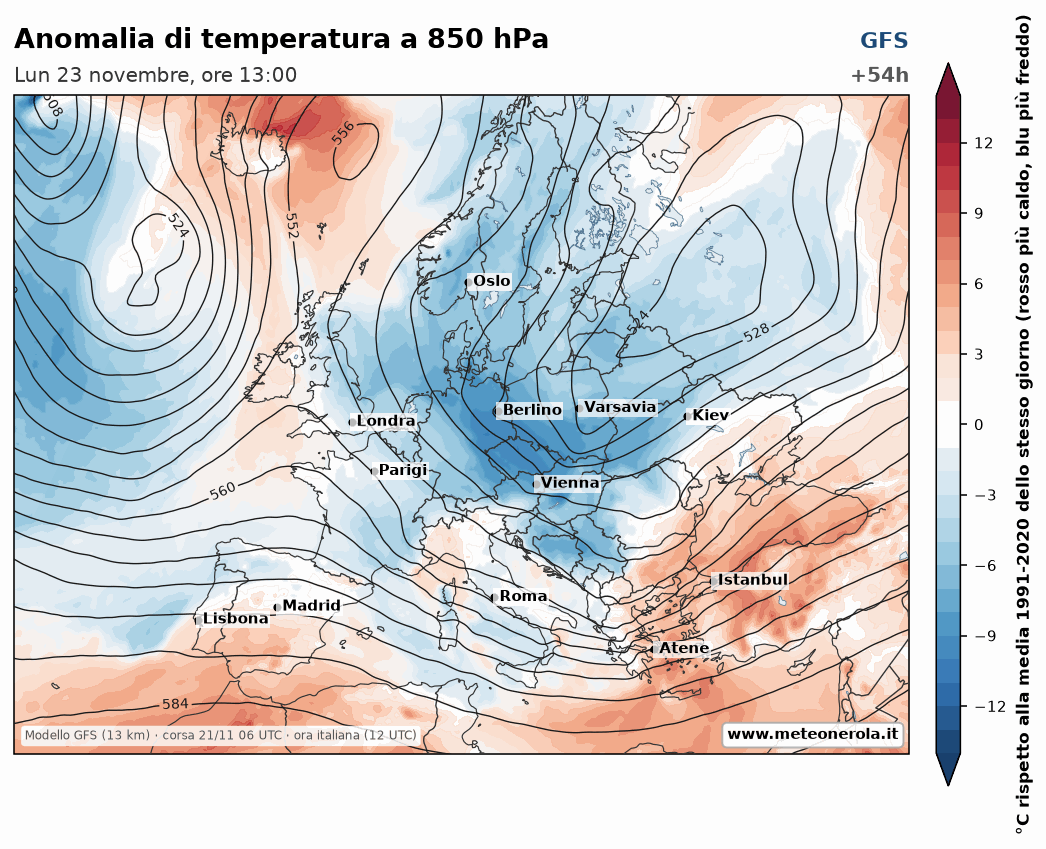 Anomalia di temperatura a 850 hPa
GFS
Lun 23 novembre, ore 13:00
+54h
508
556
524
552
Oslo
528
Berlino
Varsavia
Kiev
Londra
Parigi
Vienna
560
Istanbul
Roma
Madrid
Lisbona
Atene
584
Modello GFS (13 km) · corsa 21/11 06 UTC · ora italiana (12 UTC)
www.meteonerola.it
12
9
6
3
0
−3
−6
−9
−12
°C rispetto alla media 1991-2020 dello stesso giorno (rosso più caldo, blu più freddo)